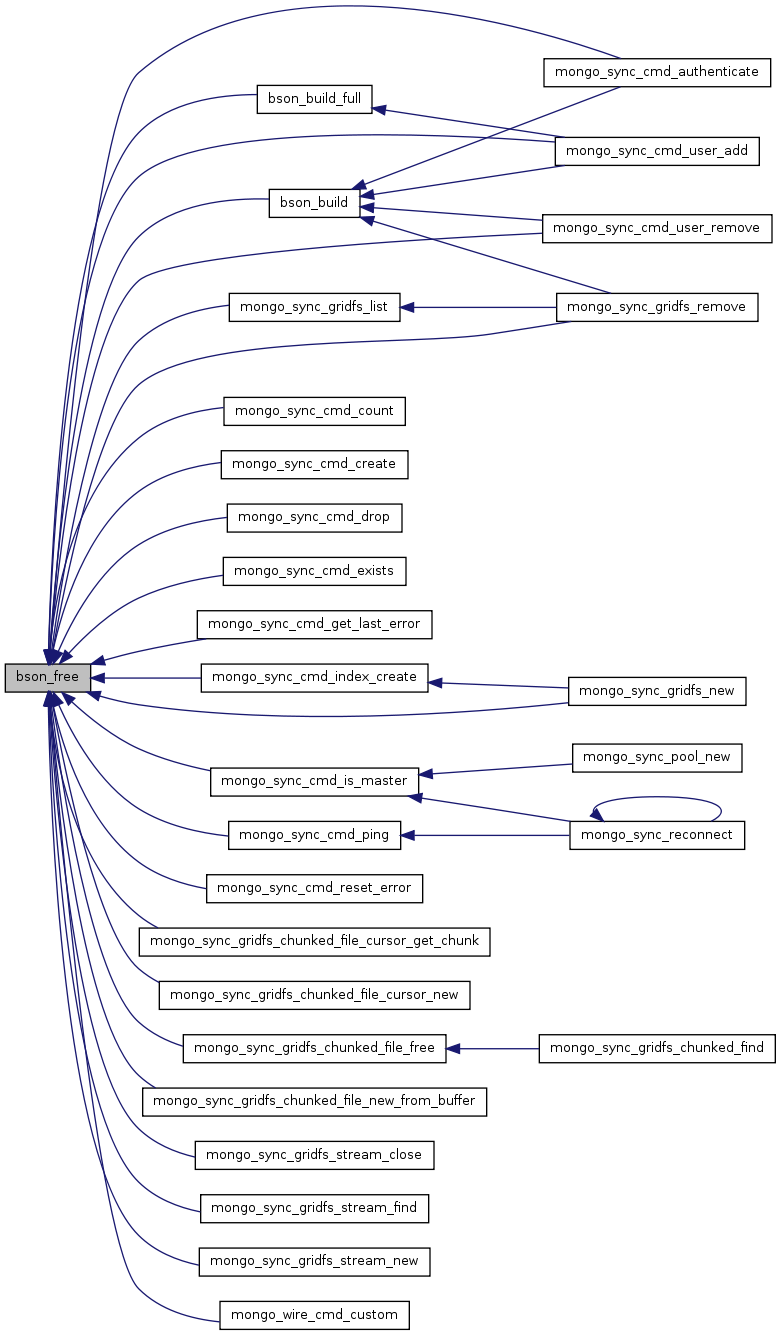 mongo_sync_cmd_authenticate
bson_build_full
mongo_sync_cmd_user_add
bson_build
mongo_sync_cmd_user_remove
mongo_sync_gridfs_list
mongo_sync_gridfs_remove
mongo_sync_cmd_count
mongo_sync_cmd_create
mongo_sync_cmd_drop
mongo_sync_cmd_exists
mongo_sync_cmd_get_last_error
bson_free
mongo_sync_cmd_index_create
mongo_sync_gridfs_new
mongo_sync_pool_new
mongo_sync_cmd_is_master
mongo_sync_cmd_ping
mongo_sync_reconnect
mongo_sync_cmd_reset_error
mongo_sync_gridfs_chunked_file_cursor_get_chunk
mongo_sync_gridfs_chunked_file_cursor_new
mongo_sync_gridfs_chunked_file_free
mongo_sync_gridfs_chunked_find
mongo_sync_gridfs_chunked_file_new_from_buffer
mongo_sync_gridfs_stream_close
mongo_sync_gridfs_stream_find
mongo_sync_gridfs_stream_new
mongo_wire_cmd_custom